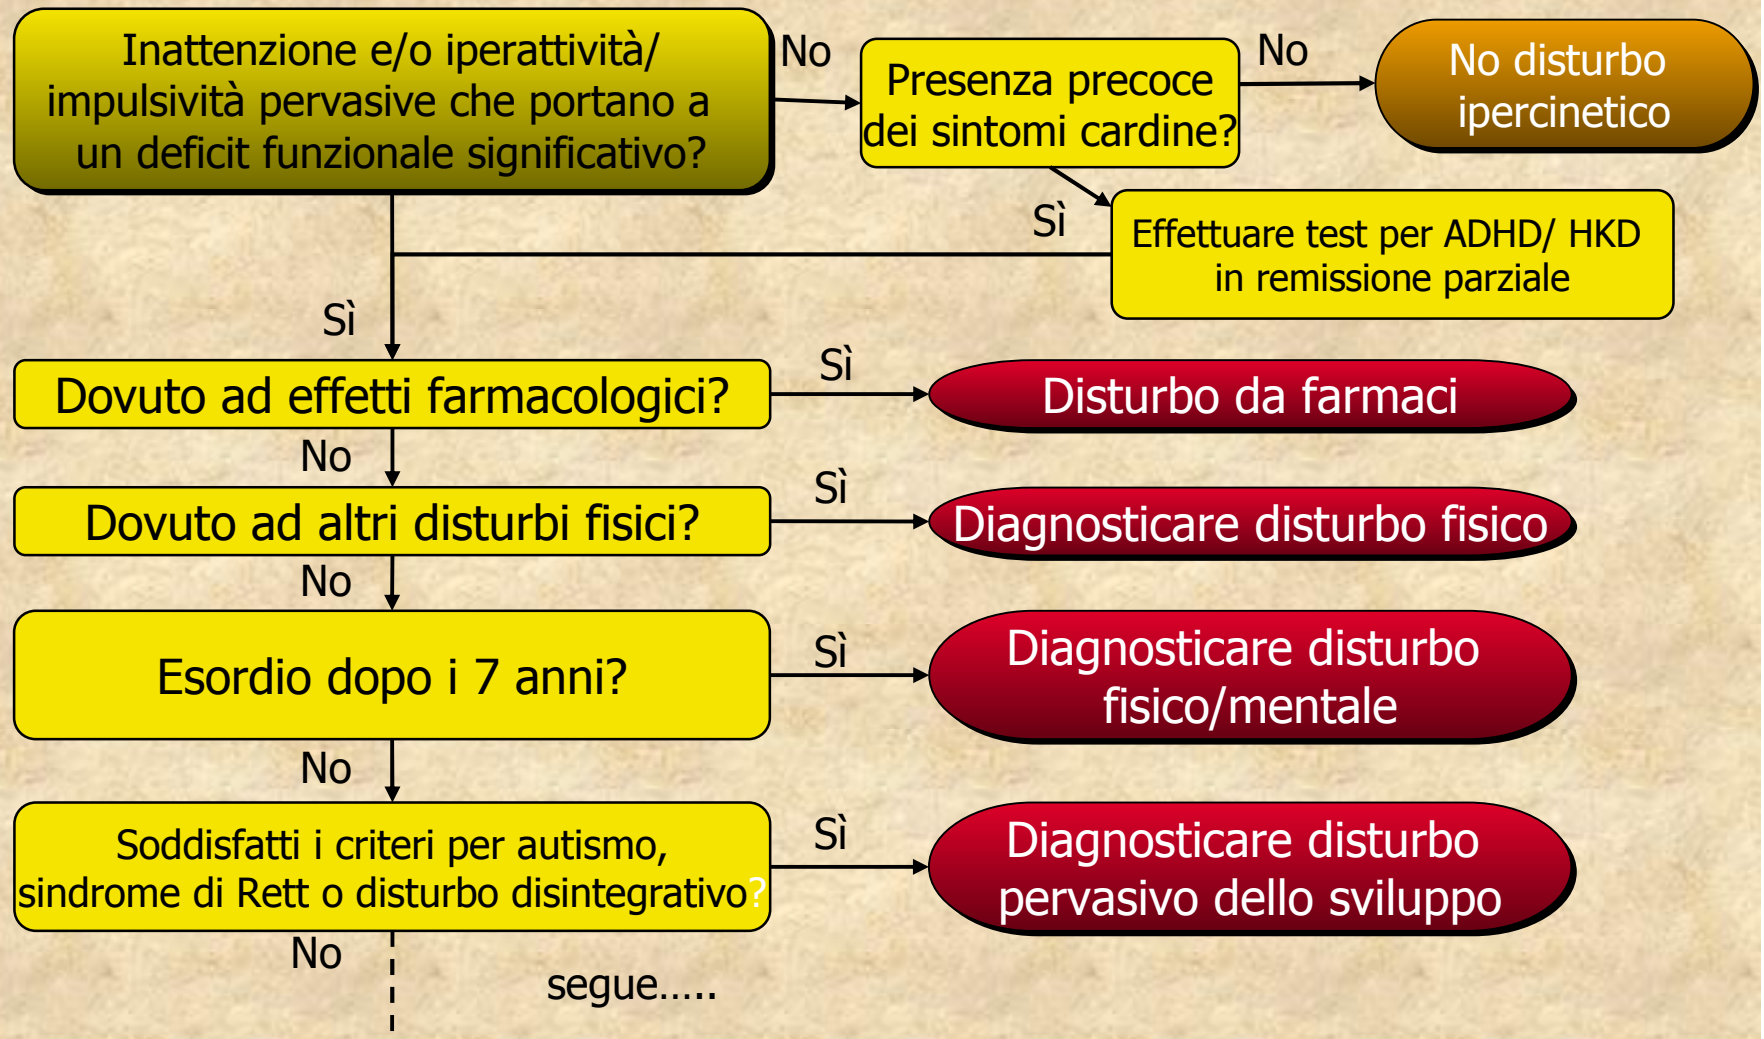 Inattenzione e/o iperattività/
impulsività pervasive che portano a
un deficit funzionale significativo?
No
Presenza precoce
dei sintomi cardine?
No
No disturbo
ipercinetico
Sì
Effettuare test per ADHD/ HKD
in remissione parziale
Sì
Dovuto ad effetti farmacologici?
Sì
Disturbo da farmaci
No
Dovuto ad altri disturbi fisici?
Sì
Diagnosticare disturbo fisico
No
Esordio dopo i 7 anni?
Sì
Diagnosticare disturbo
fisico/mentale
No
Soddisfatti i criteri per autismo,
sindrome di Rett o disturbo disintegrativo?
Sì
Diagnosticare disturbo
pervasivo dello sviluppo
No
segue…..